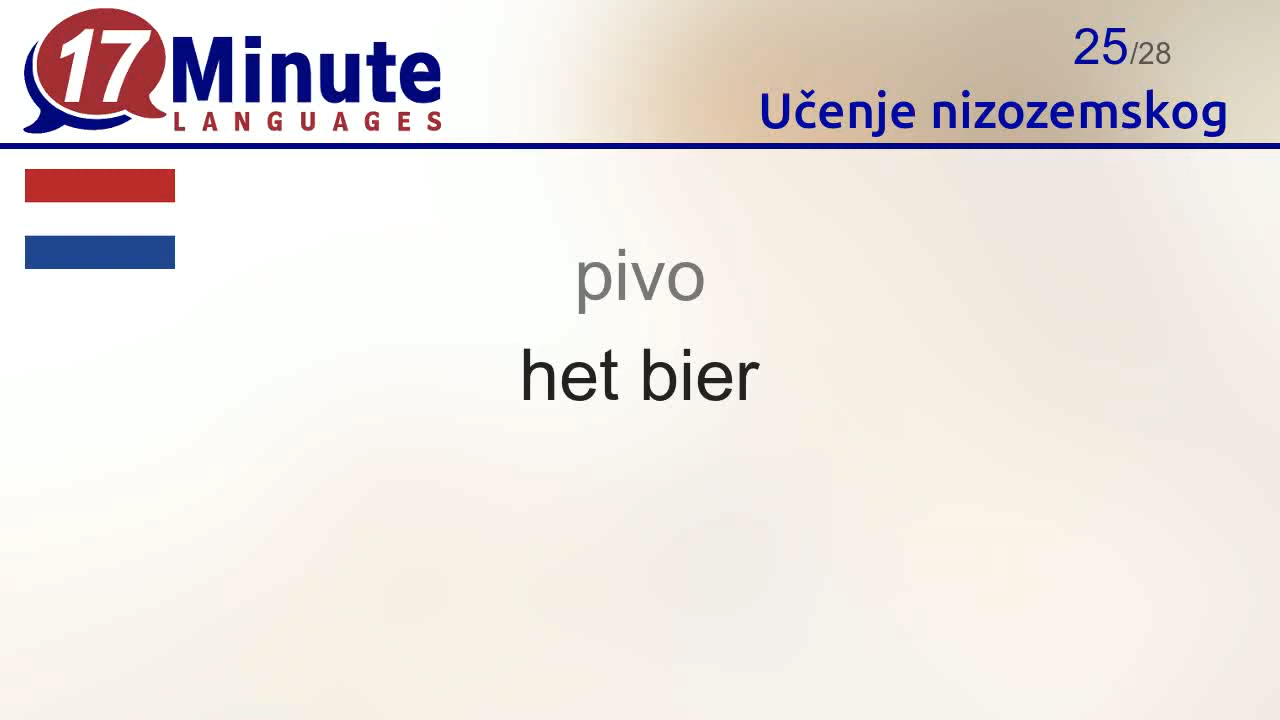 17 Minute
LANGUAGES
25/28
Učenje nizozemskog
pivo
het bier